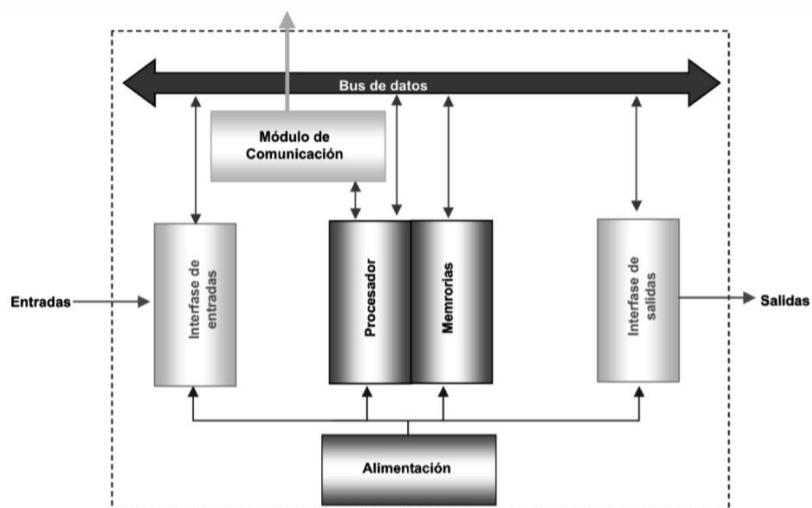 Bus de datos
Módulo de
Comunicación
Entradas
Interfase de
entradas
Procesador
Memrorias
Interfase de
salidas
Salidas
Alimentación